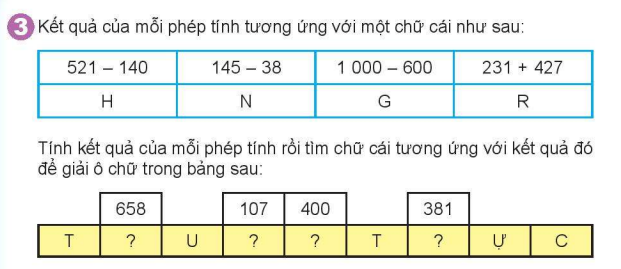 3 Kết quả của mỗi phép tính tương ứng với một chữ cái như sau:
521 – 140 145 – 38 1 000 – 600 231 + 427
H N G R
Tính kết quả của mỗi phép tính rồi tìm chữ cái tương ứng với kết quả đó
để giải ô chữ trong bảng sau:
658 107 400 381
T ? U ? ? T ? Ự C